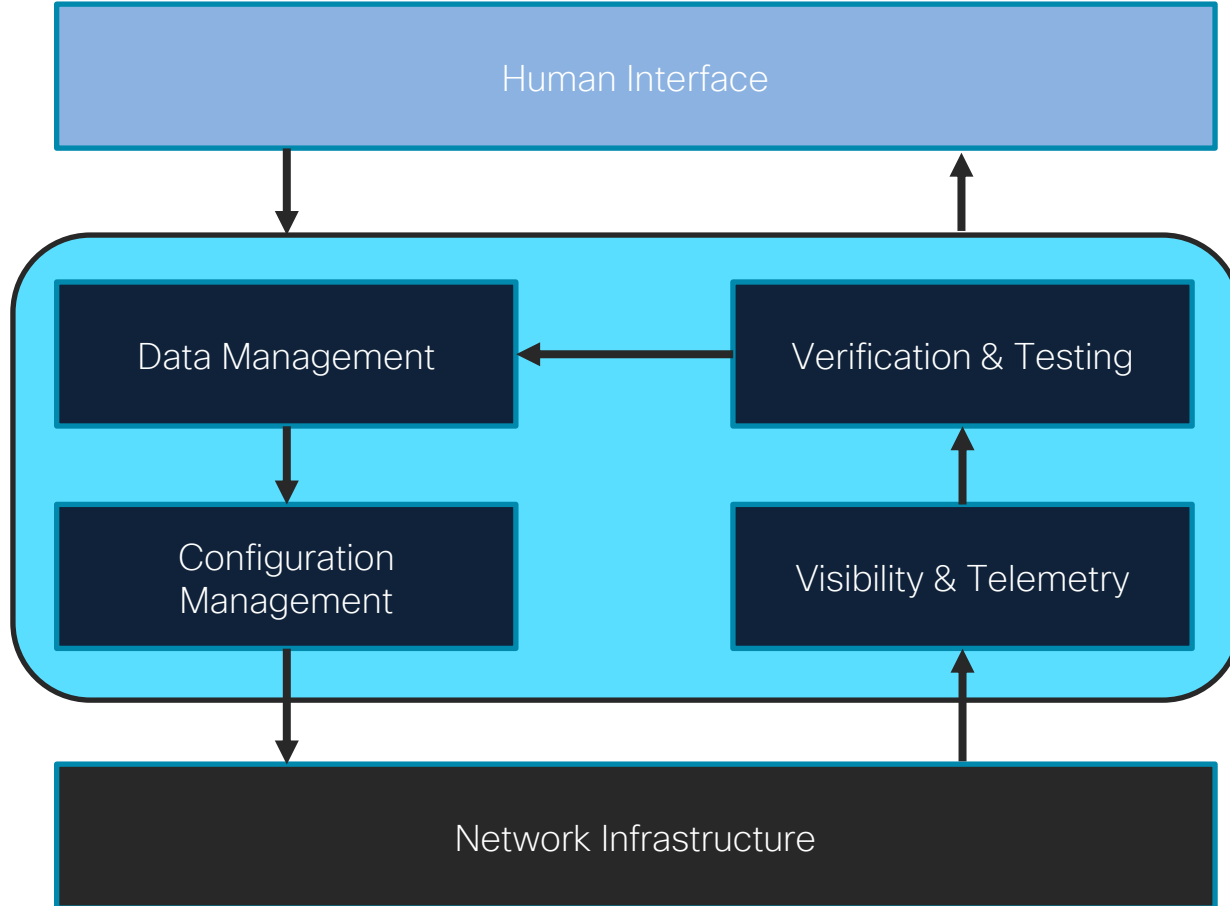 Human Interface
Data Management
Verification & Testing
Configuration
Management
Visibility & Telemetry
Network Infrastructure